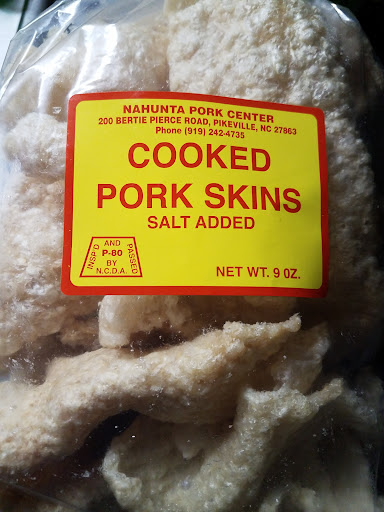 NAHUNTA PORK CENTER
200 BERTIE PIERCE ROAD, PIKEVILLE, NC 27863
Phone (919) 242-4735
COOKED
PORK SKINS
SALT ADDED
INSP'D AND PASSED
P-80
BY
N.C.D.A.
NET WT. 9 OZ.